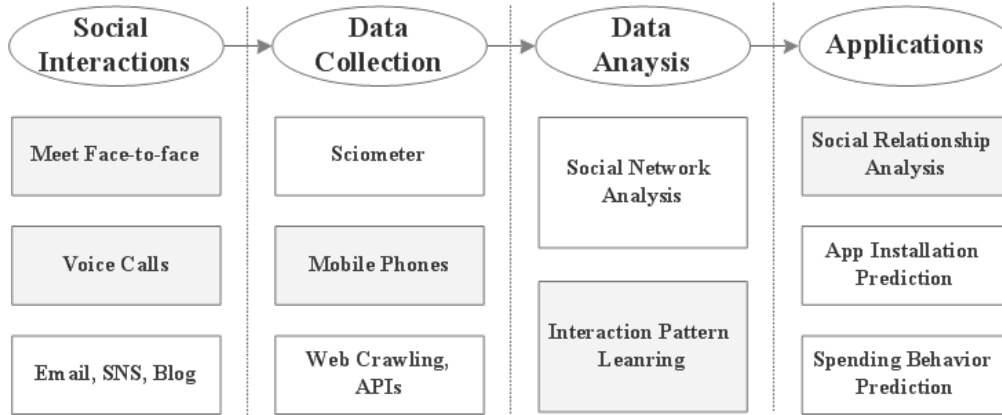 Social
Interactions
Data
Collection
Data
Anaysis
Applications
Meet Face-to-face
Voice Calls
Email, SNS, Blog
Sciometer
Mobile Phones
Web Crawling,
APIs
Social Network
Analysis
Interaction Pattern
Leanring
Social Relationship
Analysis
App Installation
Prediction
Spending Behavior
Prediction